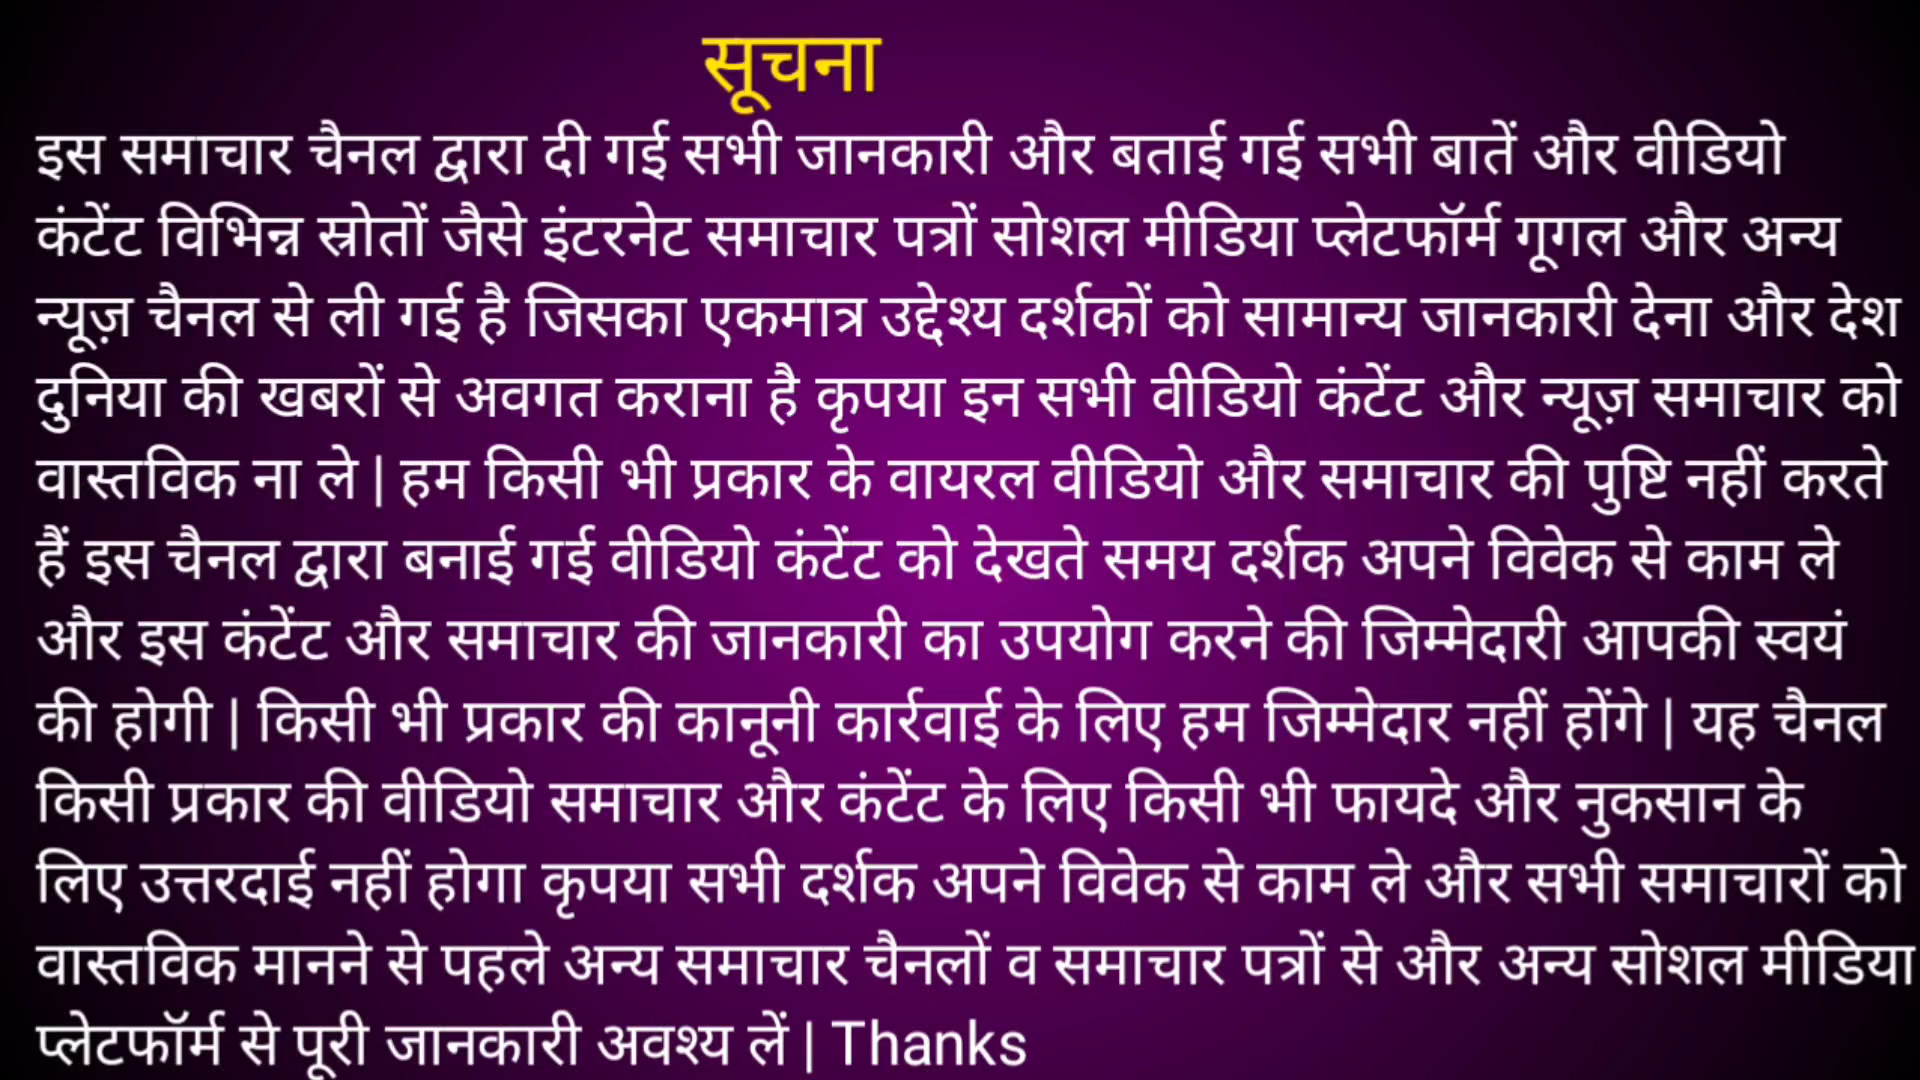 सूचना
इस समाचार चैनल द्वारा दी गई सभी जानकारी और बताई गई सभी बातें और वीडियो
कंटेंट विभिन्न स्रोतों जैसे इंटरनेट समाचार पत्रों सोशल मीडिया प्लेटफॉर्म गूगल और अन्य
न्यूज़ चैनल से ली गई है जिसका एकमात्र उद्देश्य दर्शकों को सामान्य जानकारी देना और देश
दुनिया की खबरों से अवगत कराना है कृपया इन सभी वीडियो कंटेंट और न्यूज़ समाचार को
वास्तविक ना ले | हम किसी भी प्रकार के वायरल वीडियो और समाचार की पुष्टि नहीं करते
हैं इस चैनल द्वारा बनाई गई वीडियो कंटेंट को देखते समय दर्शक अपने विवेक से काम ले
और इस कंटेंट और समाचार की जानकारी का उपयोग करने की जिम्मेदारी आपकी स्वयं
की होगी | किसी भी प्रकार की कानूनी कार्रवाई के लिए हम जिम्मेदार नहीं होंगे | यह चैनल
किसी प्रकार की वीडियो समाचार और कंटेंट के लिए किसी भी फायदे और नुकसान के
लिए उत्तरदाई नहीं होगा कृपया सभी दर्शक अपने विवेक से काम ले और सभी समाचारों को
वास्तविक मानने से पहले अन्य समाचार चैनलों व समाचार पत्रों से और अन्य सोशल मीडिया
प्लेटफॉर्म से पूरी जानकारी अवश्य लें | Thanks